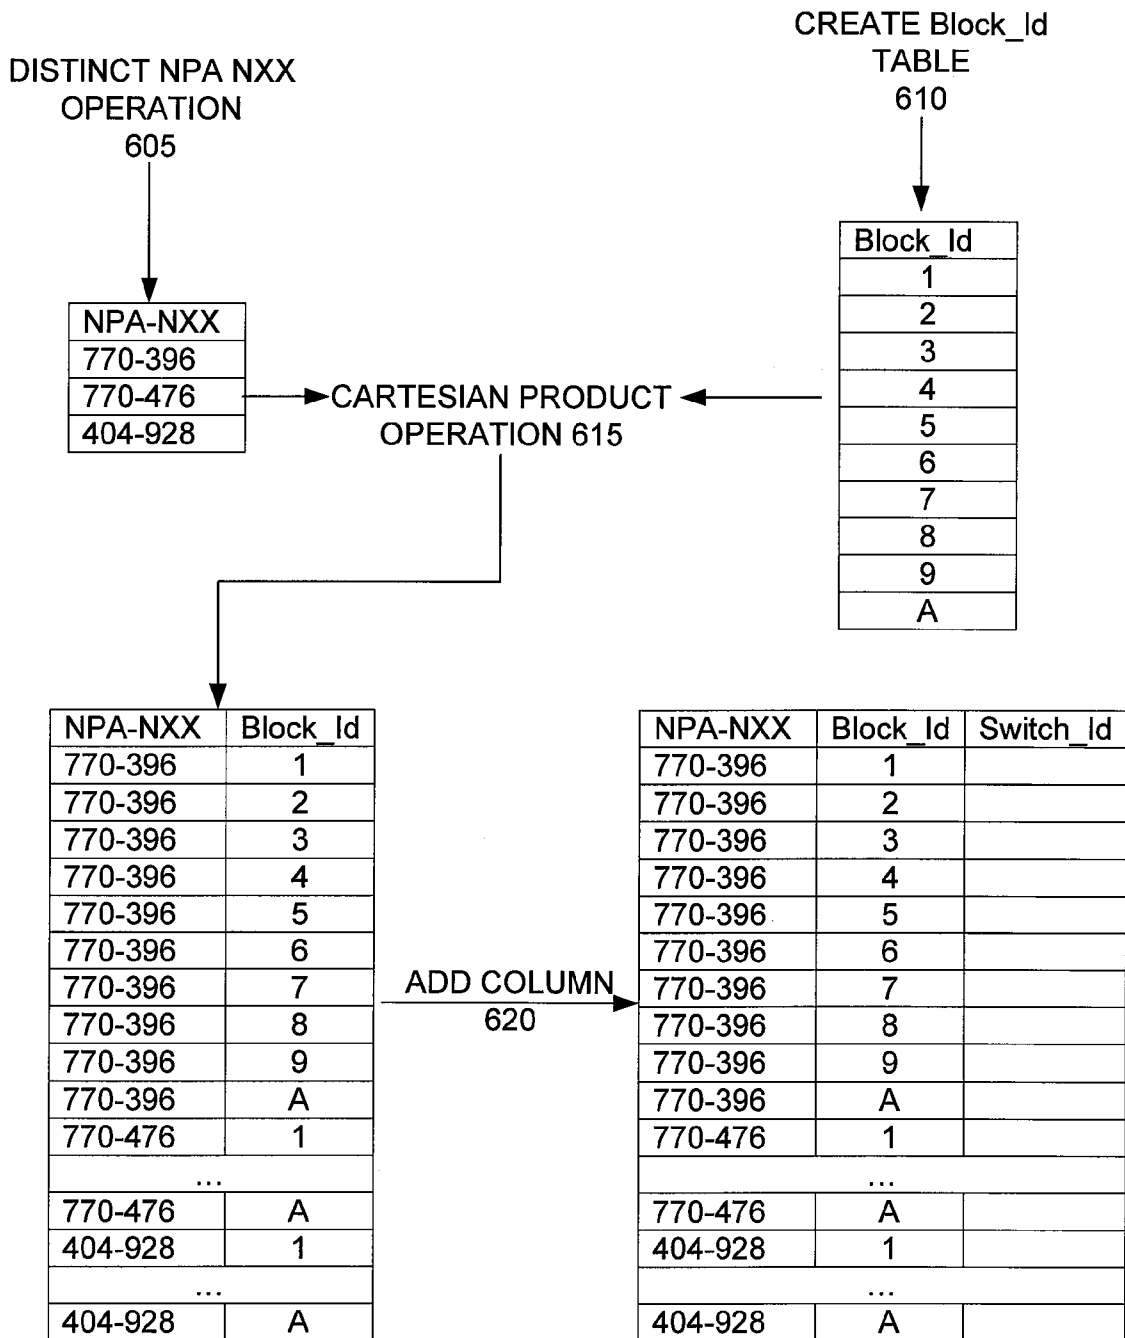 CREATE Block_Id
TABLE
610
DISTINCT NPA NXX
OPERATION
605
Block_Id
1
2
3
4
5
6
7
8
9
A
NPA-NXX
770-396
770-476
404-928
CARTESIAN PRODUCT
OPERATION 615
NPA-NXX Block_Id
770-396 1
770-396 2
770-396 3
770-396 4
770-396 5
770-396 6
770-396 7
770-396 8
770-396 9
770-396 A
770-476 1
...
770-476 A
404-928 1
...
404-928 A
ADD COLUMN
620
NPA-NXX Block_Id Switch_Id
770-396 1
770-396 2
770-396 3
770-396 4
770-396 5
770-396 6
770-396 7
770-396 8
770-396 9
770-396 A
770-476 1
...
770-476 A
404-928 1
...
404-928 A